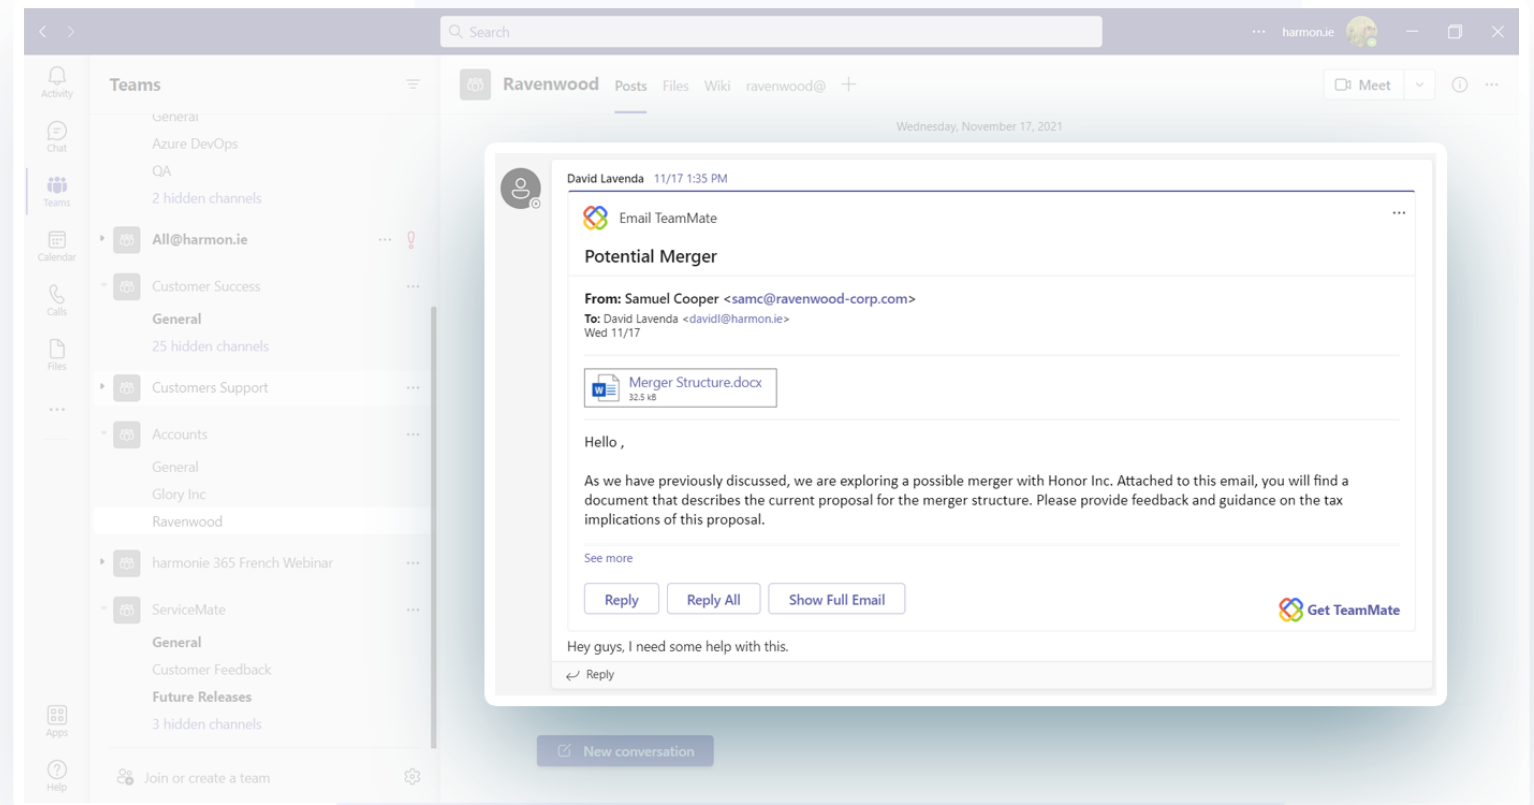 Search
harmon.ie
Activity
Chat
Teams
Calendar
Calls
Files
Apps
Help
Teams
General
Azure DevOps
QA
2 hidden channels
All@harmon.ie
Customer Success
General
25 hidden channels
Customers Support
Accounts
General
Glory Inc
Ravenwood
harmonie 365 French Webinar
ServiceMate
General
Customer Feedback
Future Releases
3 hidden channels
Join or create a team
Ravenwood Posts Files Wiki ravenwood@
Meet
Wednesday, November 17, 2021
David Lavenda 11/17 1:35 PM
Email TeamMate
Potential Merger
From: Samuel Cooper <samc@ravenwood-corp.com>
To: David Lavenda <davidl@harmon.ie>
Wed 11/17
W
Merger Structure.docx
32.5 kB
Hello ,
As we have previously discussed, we are exploring a possible merger with Honor Inc. Attached to this email, you will find a
document that describes the current proposal for the merger structure. Please provide feedback and guidance on the tax
implications of this proposal.
See more
Reply Reply All Show Full Email
Get TeamMate
Hey guys, I need some help with this.
Reply
New conversation